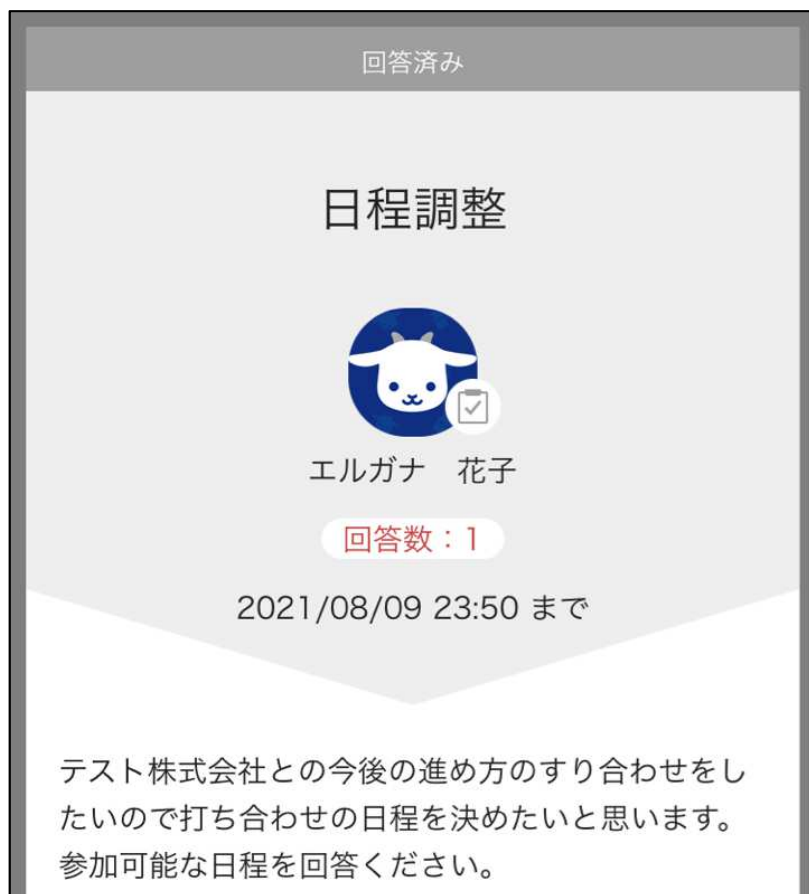 回答済み
日程調整
エルガナ　花子
回答数：1
2021/08/09 23:50 まで
テスト株式会社との今後の進め方のすり合わせをし
たいので打ち合わせの日程を決めたいと思います。
参加可能な日程を回答ください。